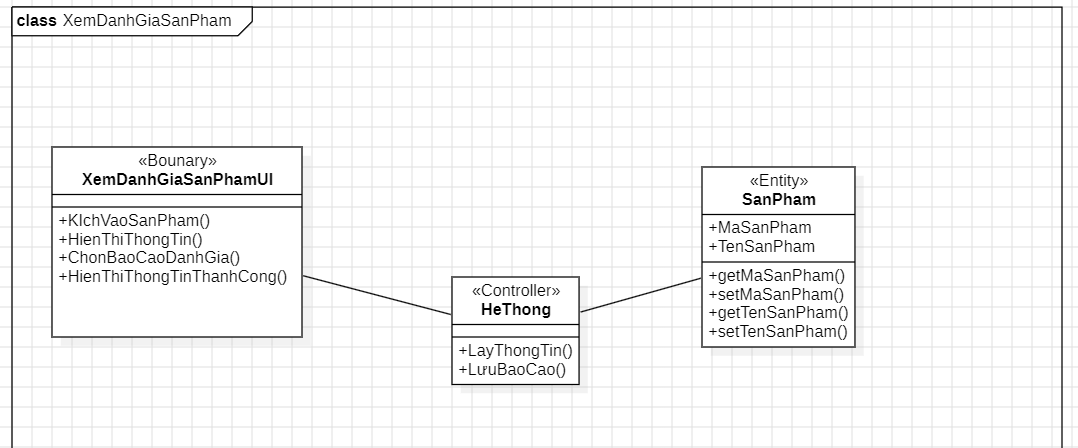 class XemDanhGiaSanPham
«Bounary»
XemDanhGiaSanPhamUI
+KIchVaoSanPham()
+HienThiThongTin()
+ChonBaoCaoDanhGia()
+HienThiThongTinThanhCong()
«Controller»
HeThong
+LayThongTin()
+LưuBaoCao()
«Entity»
SanPham
+MaSanPham
+TenSanPham
+getMaSanPham()
+setMaSanPham()
+getTenSanPham()
+setTenSanPham()